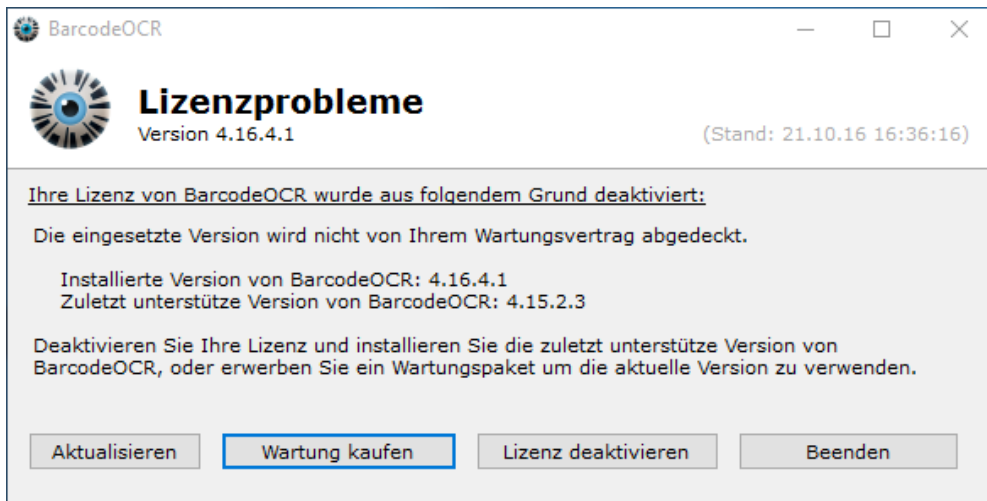 BarcodeOCR
Lizenzprobleme
Version 4.16.4.1
(Stand: 21.10.16 16:36:16)
Ihre Lizenz von BarcodeOCR wurde aus folgendem Grund deaktiviert:
Die eingesetzte Version wird nicht von Ihrem Wartungsvertrag abgedeckt.
Installierte Version von BarcodeOCR: 4.16.4.1
Zuletzt unterstütze Version von BarcodeOCR: 4.15.2.3
Deaktivieren Sie Ihre Lizenz und installieren Sie die zuletzt unterstütze Version von
BarcodeOCR, oder erwerben Sie ein Wartungspaket um die aktuelle Version zu verwenden.
Aktualisieren
Wartung kaufen
Lizenz deaktivieren
Beenden